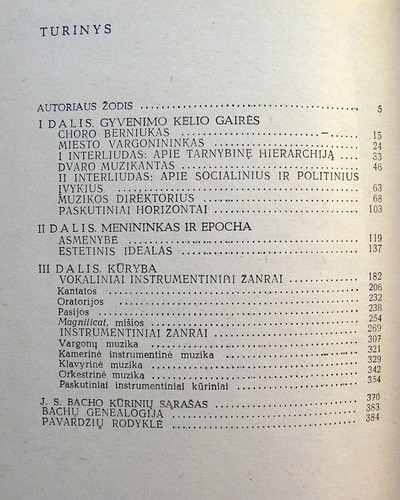 TURINYS
AUTORIAUS ŽODIS 5
I DALIS. GYVENIMO KELIO GAIRĖS
CHORO BERNIUKAS 15
MIESTO VARGONININKAS 24
I INTERLIUDAS: APIE TARNYBINĘ HIERARCHIJĄ 33
DVARO MUZIKANTAS 46
II INTERLIUDAS: APIE SOCIALINIUS IR POLITINIUS
ĮVYKIUS 63
MUZIKOS DIREKTORIUS 68
PASKUTINIAI HORIZONTAI 103
II DALIS. MENININKAS IR EPOCHA
ASMENYBĖ 119
ESTETINIS IDEALAS 137
III DALIS. KŪRYBA
VOKALINIAI INSTRUMENTINIAI ŽANRAI 182
Kantatos 206
Oratorijos 232
Pasijos 238
Magnificat, mišios 254
INSTRUMENTINIAI ŽANRAI 269
Vargonų muzika 307
Kamerinė instrumentinė muzika 321
Klavyrinė muzika 329
Orkestrinė muzika 342
Paskutiniai instrumentiniai kūriniai 354
J. S. BACHO KŪRINIŲ SĄRAŠAS 370
BACHŲ GENEALOGIJA 383
PAVARDŽIŲ RODYKLĖ 384